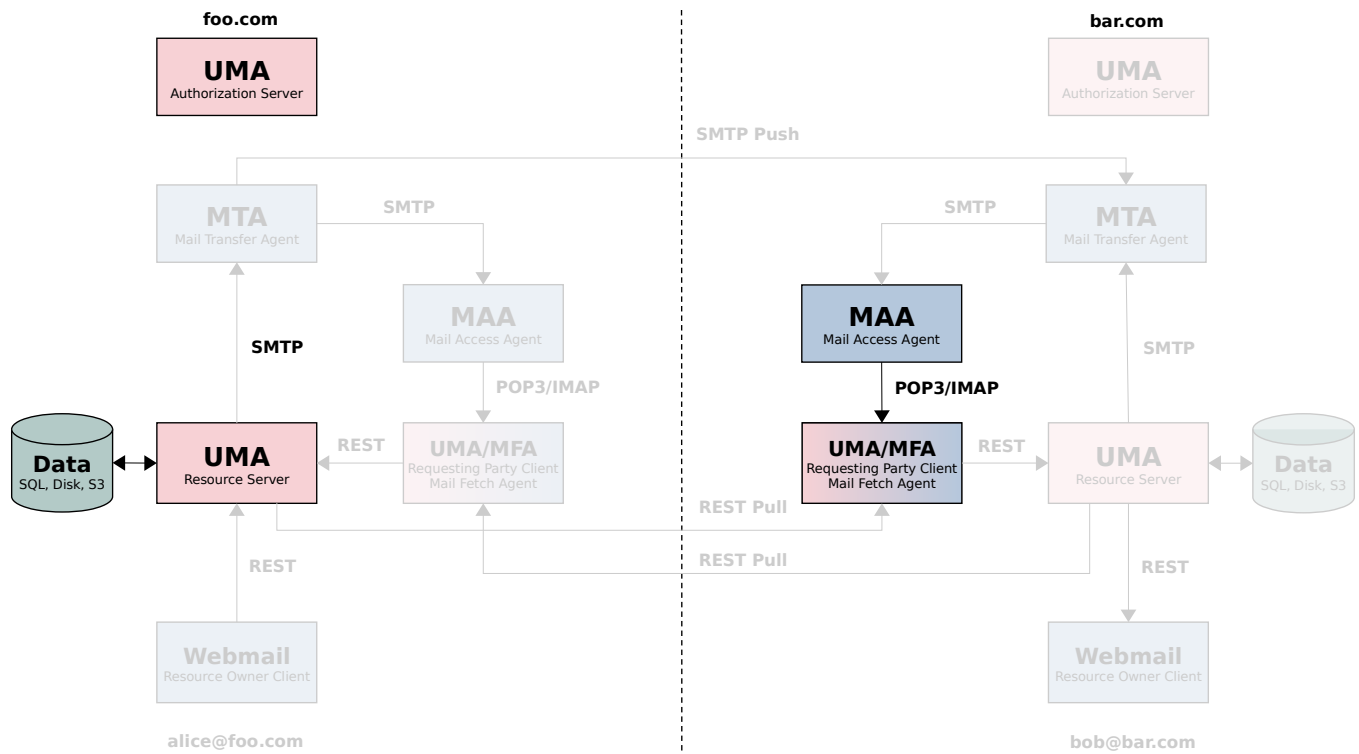 foo.com
bar.com
UMA
Authorization Server
UMA
Authorization Server
SMTP Push
MTA
Mail Transfer Agent
SMTP
SMTP
MTA
Mail Transfer Agent
MAA
Mail Access Agent
MAA
Mail Access Agent
SMTP
SMTP
POP3/IMAP
POP3/IMAP
Data
SQL, Disk, S3
UMA
Resource Server
REST
UMA/MFA
Requesting Party Client
Mail Fetch Agent
UMA/MFA
Requesting Party Client
Mail Fetch Agent
REST
UMA
Resource Server
Data
SQL, Disk, S3
REST Pull
REST Pull
REST
REST
Webmail
Resource Owner Client
Webmail
Resource Owner Client
alice@foo.com
bob@bar.com